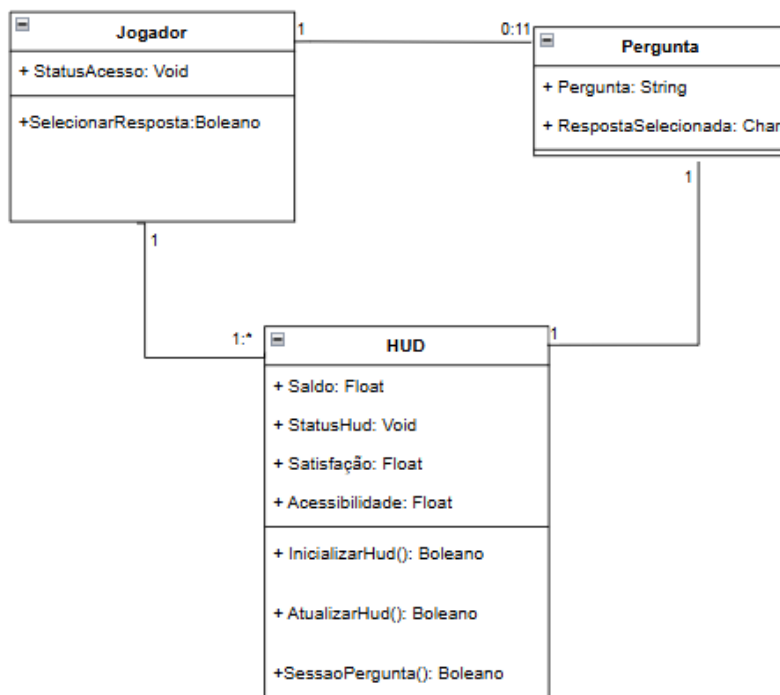 Jogador
+ StatusAcesso: Void
+SelecionarResposta:Boleano
1
0:11
Pergunta
+ Pergunta: String
+ RespostaSelecionada: Char
1
1
1:*
1
HUD
+ Saldo: Float
+ StatusHud: Void
+ Satisfação: Float
+ Acessibilidade: Float
+ InicializarHud(): Boleano
+ AtualizarHud(): Boleano
+SessaoPergunta(): Boleano